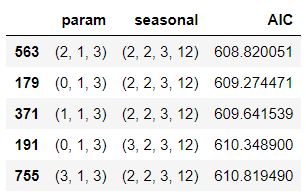 param seasonal AIC
563 (2, 1, 3) (2, 2, 3, 12) 608.820051
179 (0, 1, 3) (2, 2, 3, 12) 609.274471
371 (1, 1, 3) (2, 2, 3, 12) 609.641539
191 (0, 1, 3) (3, 2, 3, 12) 610.348900
755 (3, 1, 3) (2, 2, 3, 12) 610.819490